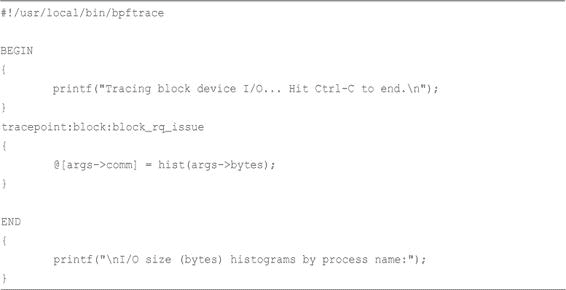 #!/usr/local/bin/bpftrace
BEGIN
{
printf("Tracing block device I/O... Hit Ctrl-C to end.\n");
}
tracepoint:block:block_rq_issue
{
@[args->comm] = hist(args->bytes);
}
END
{
printf("\nI/O size (bytes) histograms by process name:");
}